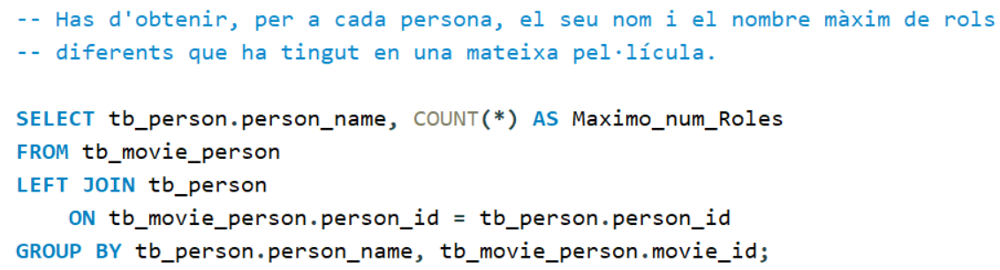 -- Has d'obtenir, per a cada persona, el seu nom i el nombre màxim de rols
-- diferents que ha tingut en una mateixa pel·lícula.
SELECT tb_person.person_name, COUNT(*) AS Maximo_num_Roles
FROM tb_movie_person
LEFT JOIN tb_person
    ON tb_movie_person.person_id = tb_person.person_id
GROUP BY tb_person.person_name, tb_movie_person.movie_id;